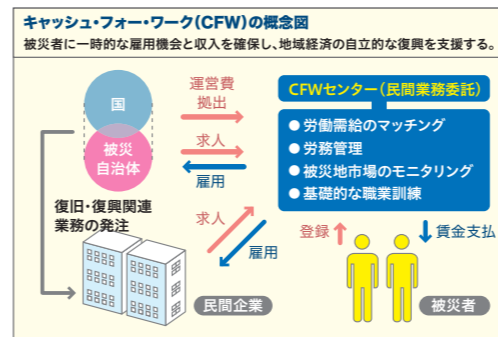 キャッシュ・フォー・ワーク(CFW)の概念図
被災者に一時的な雇用機会と収入を確保し、地域経済の自立的な復興を支援する。
国
被災
自治体
運営費
拠出
求人
雇用
CFWセンター(民間業務委託)
●労働需給のマッチング
●労務管理
●被災地市場のモニタリング
●基礎的な職業訓練
復旧・復興関連
業務の発注
求人
雇用
登録
賃金支払
民間企業
被災者